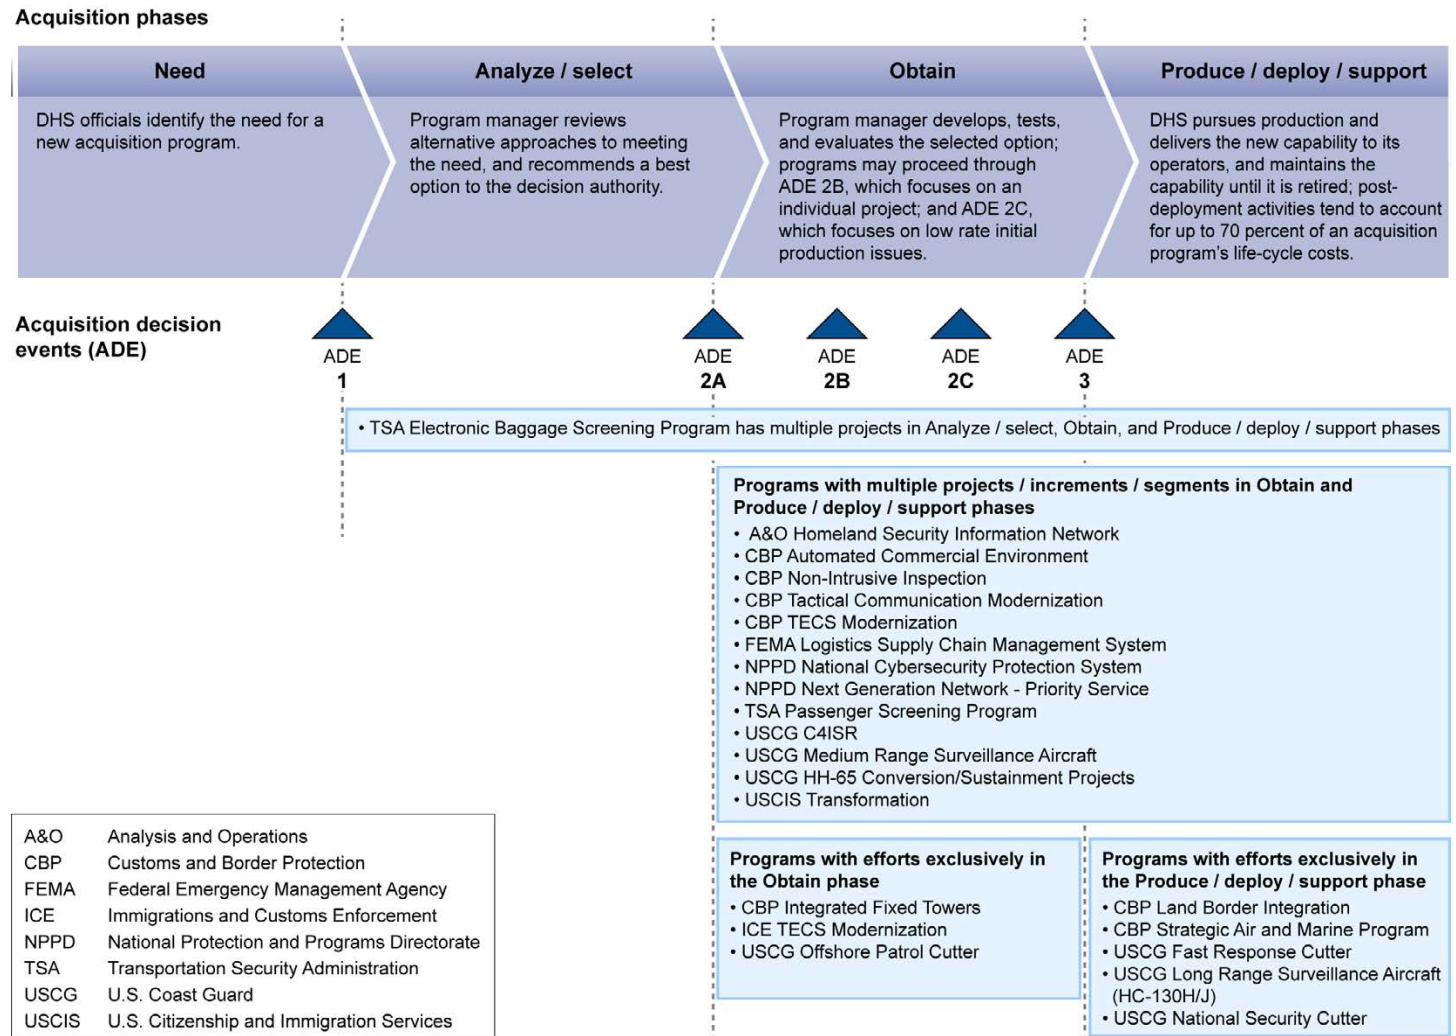 Acquisition phases
Need
DHS officials identify the need for a
new acquisition program.
Analyze / select
Program manager reviews
alternative approaches to meeting
the need, and recommends a best
option to the decision authority.
Obtain
Program manager develops, tests,
and evaluates the selected option;
programs may proceed through
ADE 2B, which focuses on an
individual project; and ADE 2C,
which focuses on low rate initial
production issues.
Produce / deploy / support
DHS pursues production and
delivers the new capability to its
operators, and maintains the
capability until it is retired; post-
deployment activities tend to account
for up to 70 percent of an acquisition
program's life-cycle costs.
Acquisition decision
events (ADE)
ADE
1
ADE
2A
ADE
2B
ADE
2C
ADE
3
• TSA Electronic Baggage Screening Program has multiple projects in Analyze / select, Obtain, and Produce / deploy / support phases
Programs with multiple projects / increments / segments in Obtain and
Produce / deploy / support phases
• A&O Homeland Security Information Network
• CBP Automated Commercial Environment
• CBP Non-Intrusive Inspection
• CBP Tactical Communication Modernization
• CBP TECS Modernization
• FEMA Logistics Supply Chain Management System
• NPPD National Cybersecurity Protection System
• NPPD Next Generation Network - Priority Service
• TSA Passenger Screening Program
• USCG C4ISR
• USCG Medium Range Surveillance Aircraft
• USCG HH-65 Conversion/Sustainment Projects
• USCIS Transformation
Programs with efforts exclusively in
the Obtain phase
• CBP Integrated Fixed Towers
• ICE TECS Modernization
• USCG Offshore Patrol Cutter
Programs with efforts exclusively in
the Produce / deploy / support phase
• CBP Land Border Integration
• CBP Strategic Air and Marine Program
• USCG Fast Response Cutter
• USCG Long Range Surveillance Aircraft
(HC-130H/J)
• USCG National Security Cutter
A&O Analysis and Operations
CBP Customs and Border Protection
FEMA Federal Emergency Management Agency
ICE Immigrations and Customs Enforcement
NPPD National Protection and Programs Directorate
TSA Transportation Security Administration
USCG U.S. Coast Guard
USCIS U.S. Citizenship and Immigration Services